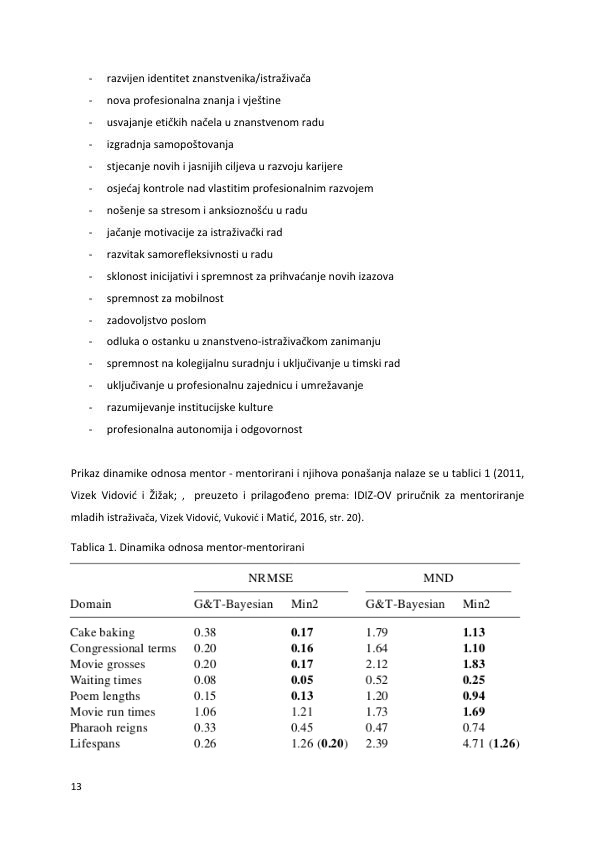 - razvijen identitet znanstvenika/istraživača
- nova profesionalna znanja i vještine
- usvajanje etičkih načela u znanstvenom radu
- izgradnja samopoštovanja
- stjecanje novih i jasnijih ciljeva u razvoju karijere
- osjećaj kontrole nad vlastitim profesionalnim razvojem
- nošenje sa stresom i anksioznošću u radu
- jačanje motivacije za istraživački rad
- razvitak samorefleksivnosti u radu
- sklonost inicijativi i spremnost za prihvaćanje novih izazova
- spremnost za mobilnost
- zadovoljstvo poslom
- odluka o ostanku u znanstveno-istraživačkom zanimanju
- spremnost na kolegijalnu suradnju i uključivanje u timski rad
- uključivanje u profesionalnu zajednicu i umrežavanje
- razumijevanje institucijske kulture
- profesionalna autonomija i odgovornost
Prikaz dinamike odnosa mentor - mentorirani i njihova ponašanja nalaze se u tablici 1 (2011,
Vizek Vidović i Žižak; , preuzeto i prilagođeno prema: IDIZ-OV priručnik za mentoriranje
mladih istraživača, Vizek Vidović, Vuković i Matić, 2016, str. 20).
Tablica 1. Dinamika odnosa mentor-mentorirani
NRMSE MND
Domain G&T-Bayesian Min2 G&T-Bayesian Min2
Cake baking 0.38 0.17 1.79 1.13
Congressional terms 0.20 0.16 1.64 1.10
Movie grosses 0.20 0.17 2.12 1.83
Waiting times 0.08 0.05 0.52 0.25
Poem lengths 0.15 0.13 1.20 0.94
Movie run times 1.06 1.21 1.73 1.69
Pharaoh reigns 0.33 0.45 0.47 0.74
Lifespans 0.26 1.26 (0.20) 2.39 4.71 (1.26)
13